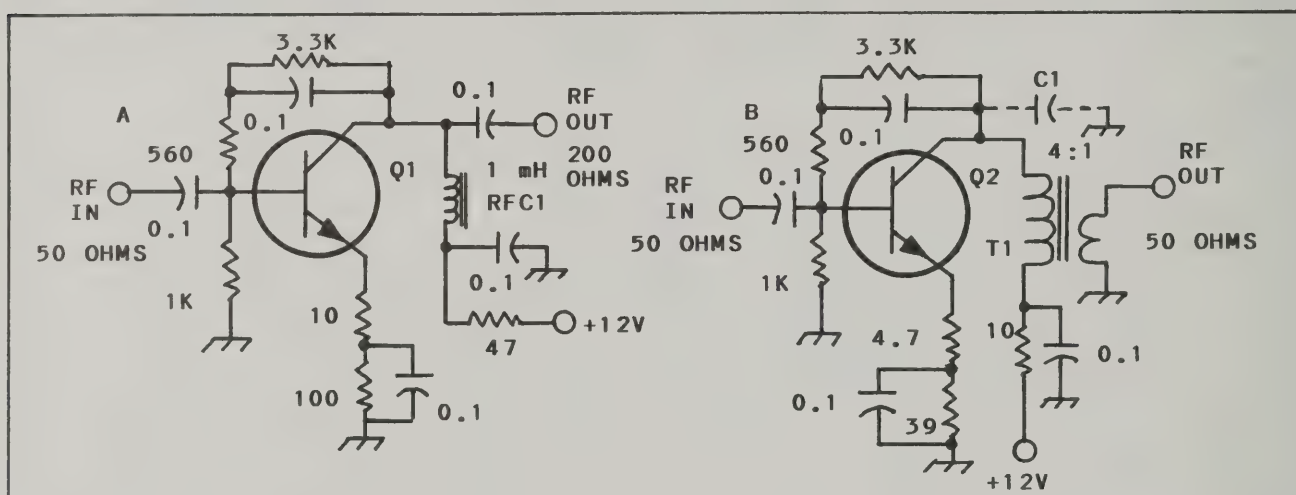 3.3K
0.1
A
0.1
RF
OUT
200
OHMS
560
Q1
1 mH
RFC1
RF
IN
0.1
50 OHMS
0.1
1K
10
+12V
47
100
0.1
3.3K
C1
B
0.1
4:1
560
0.1
Q2
RF
OUT
RF
IN
50 OHMS
T1
50 OHMS
1K
4.7
10
0.1
0.1
39
+12V